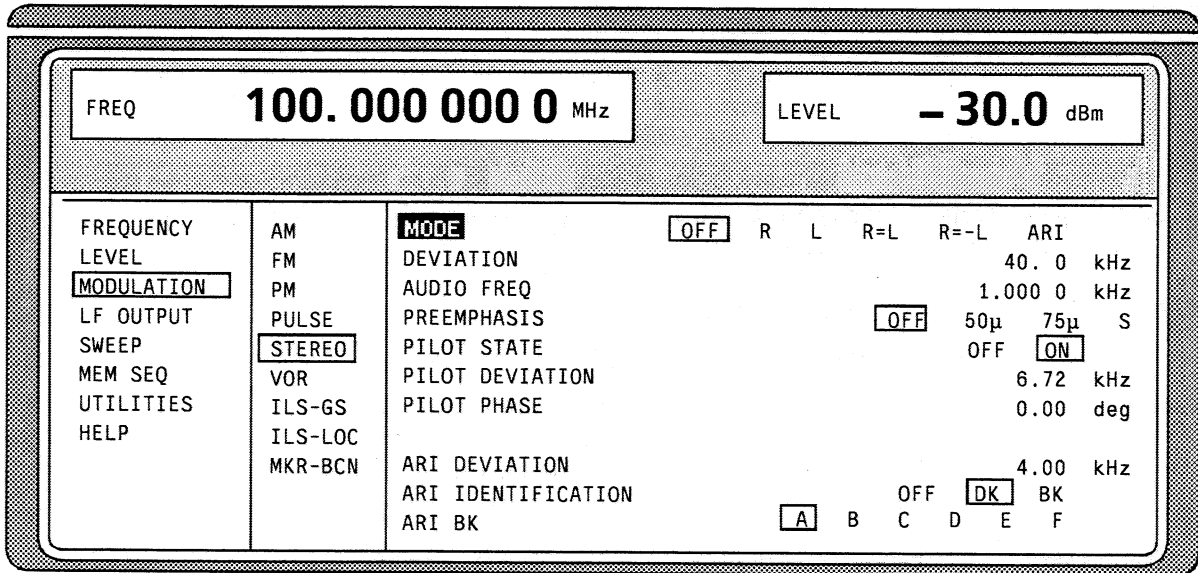 FREQ 100. 000 000 0 MHz
LEVEL – 30.0 dBm
FREQUENCY
LEVEL
MODULATION
LF OUTPUT
SWEEP
MEM SEQ
UTILITIES
HELP
AM
FM
PM
PULSE
STEREO
VOR
ILS-GS
ILS-LOC
MKR-BCN
MODE OFF R L R=L R=-L ARI
DEVIATION 40. 0 kHz
AUDIO FREQ 1.000 0 kHz
PREEMPHASIS OFF 50µ 75µ S
PILOT STATE OFF ON
PILOT DEVIATION 6.72 kHz
PILOT PHASE 0.00 deg
ARI DEVIATION 4.00 kHz
ARI IDENTIFICATION OFF DK BK
ARI BK A B C D E F